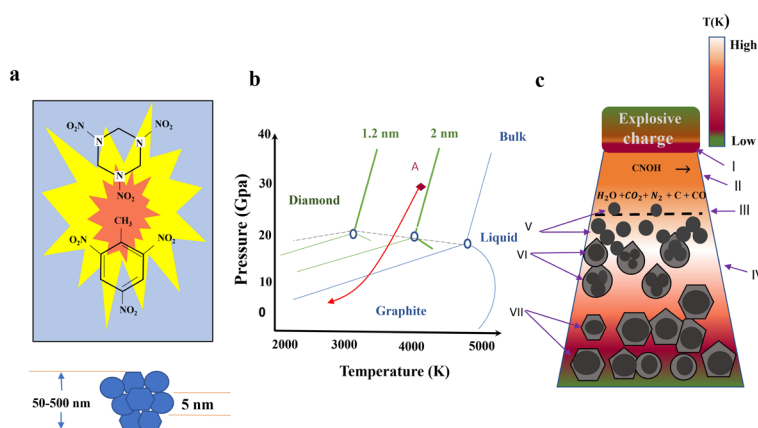 a
O₂N
NO₂
N
N
N
NO₂
CH₃
O₂N
NO₂
NO₂
50-500 nm
5 nm
b
Pressure (Gpa)
40
30
20
10
0
1.2 nm
2 nm
Bulk
A
Diamond
Liquid
Graphite
2000
3000
4000
5000
Temperature (K)
c
T(K)
High
Low
Explosive
charge
CNOH →
H₂O +CO₂+ N₂ + C + CO
I
II
III
V
VI
VII